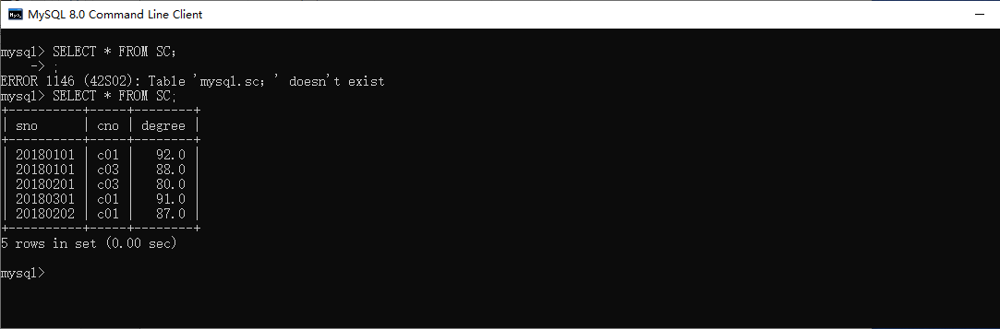 MySQL 8.0 Command Line Client
mysql> SELECT * FROM SC；
    -> ;
ERROR 1146 (42S02): Table 'mysql.sc；' doesn't exist
mysql> SELECT * FROM SC;
+----------+-----+--------+
| sno      | cno | degree |
+----------+-----+--------+
| 20180101 | c01 |   92.0 |
| 20180101 | c03 |   88.0 |
| 20180201 | c03 |   80.0 |
| 20180301 | c01 |   91.0 |
| 20180202 | c01 |   87.0 |
+----------+-----+--------+
5 rows in set (0.00 sec)
mysql>